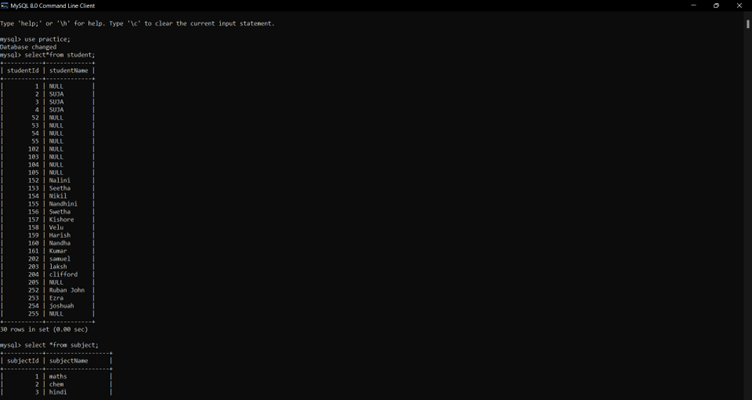 MySQL 8.0 Command Line Client
Type 'help;' or '\h' for help. Type '\c' to clear the current input statement.
mysql> use practice;
Database changed
mysql> select*from student;
+-----------+-------------+
| studentId | studentName |
+-----------+-------------+
| 1 | NULL |
| 2 | SUJA |
| 3 | SUJA |
| 4 | SUJA |
| 52 | NULL |
| 53 | NULL |
| 54 | NULL |
| 55 | NULL |
| 102 | NULL |
| 103 | NULL |
| 104 | NULL |
| 105 | NULL |
| 152 | Nalini |
| 153 | Seetha |
| 154 | Nikil |
| 155 | Nandhini |
| 156 | Swetha |
| 157 | Kishore |
| 158 | Velu |
| 159 | Harish |
| 160 | Nandha |
| 161 | Kumar |
| 202 | samuel |
| 203 | laksh |
| 204 | clifford |
| 205 | NULL |
| 252 | Ruban John |
| 253 | Ezra |
| 254 | joshuah |
| 255 | NULL |
+-----------+-------------+
30 rows in set (0.00 sec)
mysql> select *from subject;
+-----------+------------------+
| subjectId | subjectName |
+-----------+------------------+
| 1 | maths |
| 2 | chem |
| 3 | hindi |